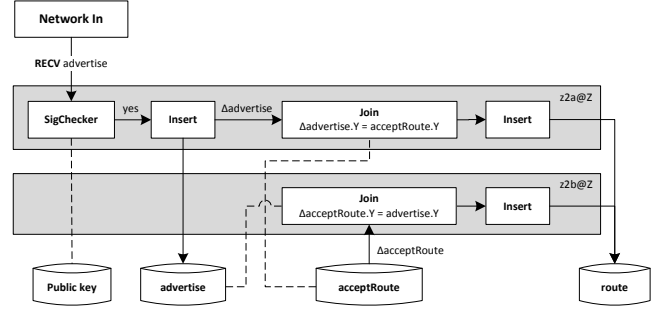 Network In
RECV advertise
z2a@Z
SigChecker
yes
Insert
Δadvertise
Join
Δadvertise.Y = acceptRoute.Y
Insert
z2b@Z
Join
ΔacceptRoute.Y = advertise.Y
Insert
ΔacceptRoute
Public key
advertise
acceptRoute
route